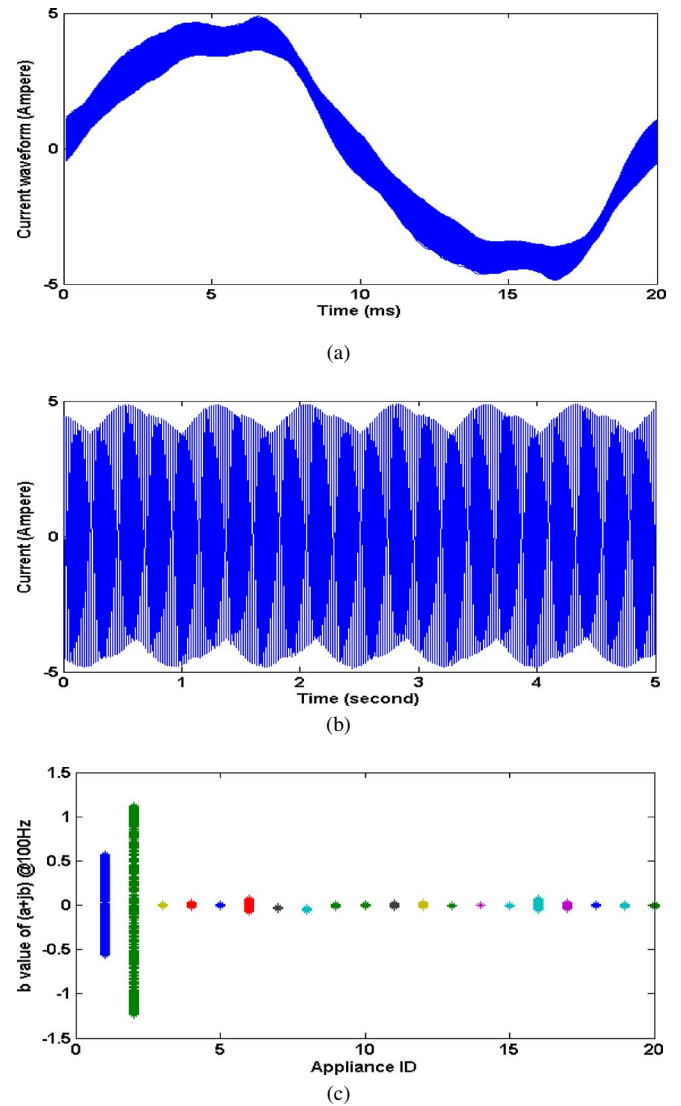 5
0
-5
Current waveform (Ampere)
0 5 10 15 20
Time (ms)
(a)
5
0
-5
Current (Ampere)
0 1 2 3 4 5
Time (second)
(b)
1.5
1
0.5
0
-0.5
-1
-1.5
b value of (a+jb) @100Hz
0 5 10 15 20
Appliance ID
(c)